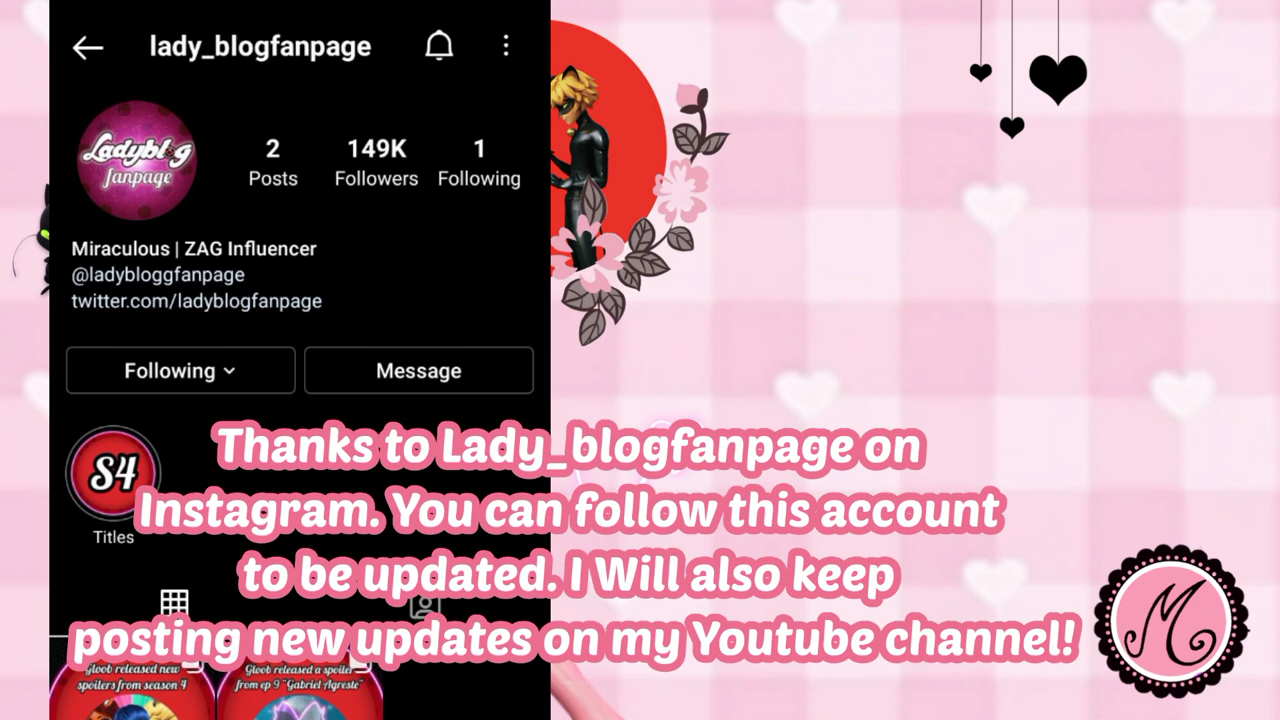 lady_blogfanpage
Ladyblog
fanpage
2
Posts
149K
Followers
1
Following
Miraculous | ZAG Influencer
@ladybloggfanpage
twitter.com/ladyblogfanpage
Following
Message
S4
Titles
Thanks to Lady_blogfanpage on
Instagram. You can follow this account
to be updated. I Will also keep
posting new updates on my Youtube channel!
Gloob released new
spoilers from season 4
Gloob released a spoiler
from ep 9 "Gabriel Agreste"
M